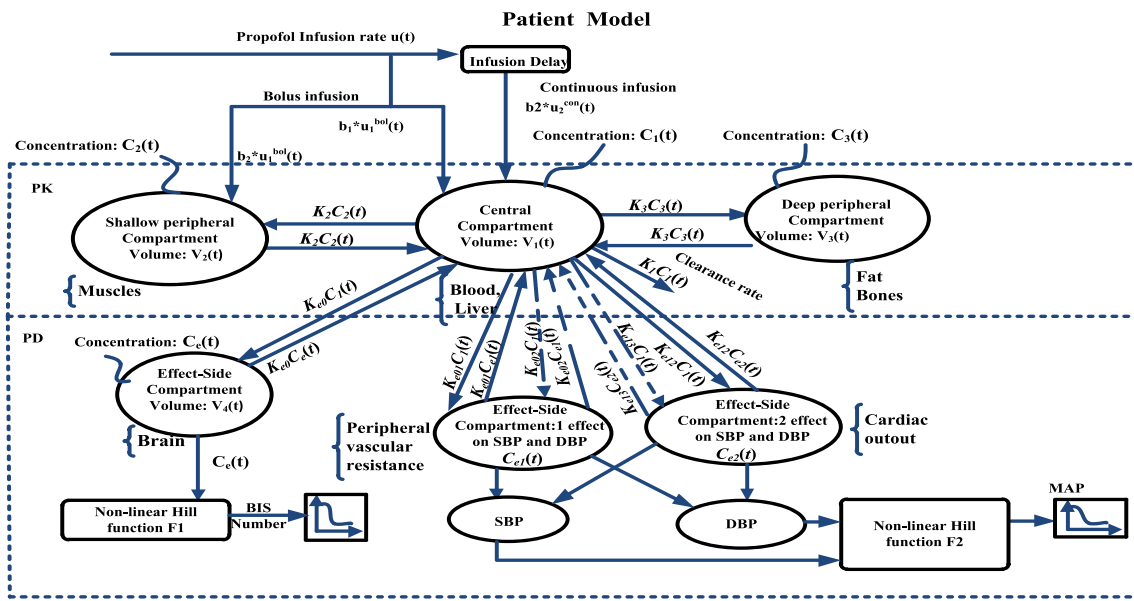 Patient Model
Propofol Infusion rate u(t)
Infusion Delay
Bolus infusion
Continuous infusion
b2*u₂ᶜᵒⁿ(t)
b₁*u₁ᵇᵒˡ(t)
b₂*u₁ᵇᵒˡ(t)
Concentration: C₂(t)
Concentration: C₁(t)
Concentration: C₃(t)
PK
Shallow peripheral
Compartment
Volume: V₂(t)
K₂C₂(t)
K₂C₂(t)
Central
Compartment
Volume: V₁(t)
K₃C₃(t)
K₃C₃(t)
Deep peripheral
Compartment
Volume: V₃(t)
K₁C₁(t)
Clearance rate
Muscles
Blood,
Liver
Fat
Bones
PD
Concentration: Cₑ(t)
Kₑ₀C₁(t)
Kₑ₀Cₑ(t)
Kₑ₀₁C₁(t)
Kₑ₀₁Cₑ₁(t)
Kₑ₀₂C₁(t)
Kₑ₀₂Cₑ₁(t)
Kₑ₁₃C₁(t)
Kₑ₁₃Cₑ₂(t)
Kₑ₁₂C₁(t)
Kₑ₁₂Cₑ₂(t)
Effect-Side
Compartment
Volume: V₄(t)
Brain
Cₑ(t)
Peripheral
vascular
resistance
Effect-Side
Compartment:1 effect
on SBP and DBP
Cₑ₁(t)
Effect-Side
Compartment:2 effect
on SBP and DBP
Cₑ₂(t)
Cardiac
outout
Non-linear Hill
function F1
BIS
Number
SBP
DBP
Non-linear Hill
function F2
MAP